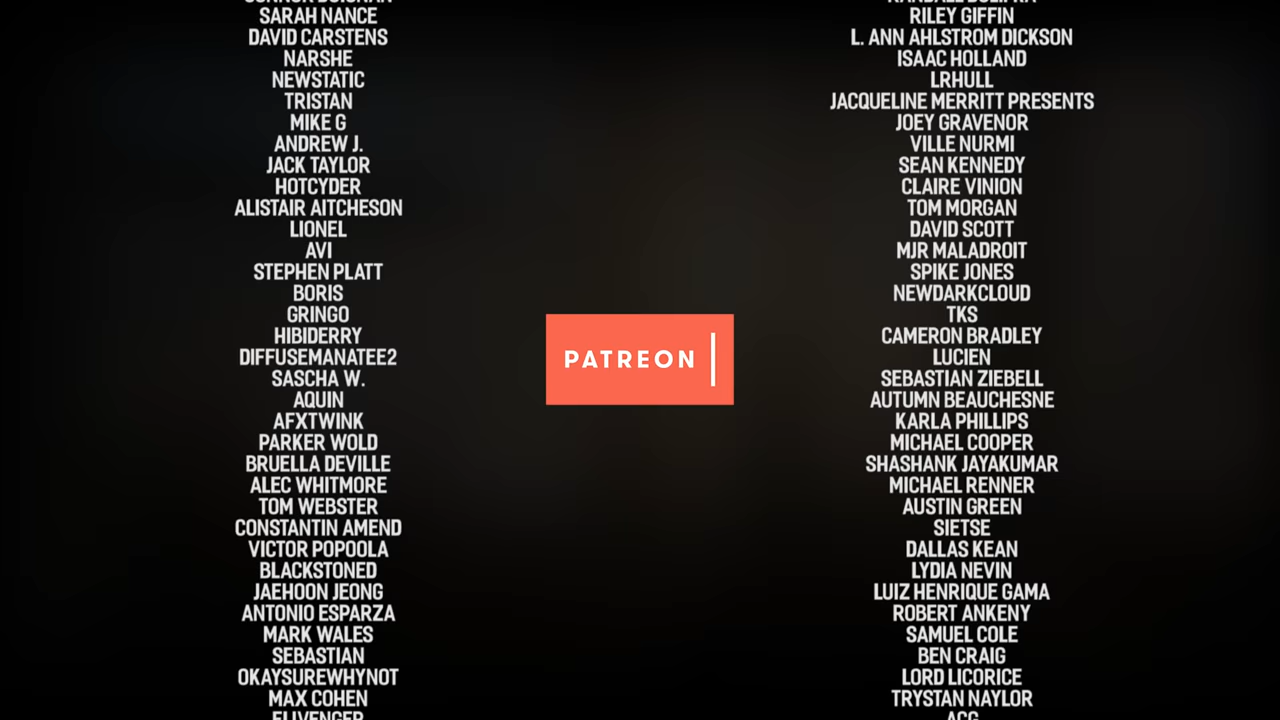 SARAH NANCE
DAVID CARSTENS
NARSHE
NEWSTATIC
TRISTAN
MIKE G
ANDREW J.
JACK TAYLOR
HOTCYDER
ALISTAIR AITCHESON
LIONEL
AVI
STEPHEN PLATT
BORIS
GRINGO
HIBIDERRY
DIFFUSEMANATEE2
SASCHA W.
AQUIN
AFXTWINK
PARKER WOLD
BRUELLA DEVILLE
ALEC WHITMORE
TOM WEBSTER
CONSTANTIN AMEND
VICTOR POPOOLA
BLACKSTONED
JAEHOON JEONG
ANTONIO ESPARZA
MARK WALES
SEBASTIAN
OKAYSUREWHYNOT
MAX COHEN
PATREON
RILEY GIFFIN
L. ANN AHLSTROM DICKSON
ISAAC HOLLAND
LRHULL
JACQUELINE MERRITT PRESENTS
JOEY GRAVENOR
VILLE NURMI
SEAN KENNEDY
CLAIRE VINION
TOM MORGAN
DAVID SCOTT
MJR MALADROIT
SPIKE JONES
NEWDARKCLOUD
TKS
CAMERON BRADLEY
LUCIEN
SEBASTIAN ZIEBELL
AUTUMN BEAUCHESNE
KARLA PHILLIPS
MICHAEL COOPER
SHASHANK JAYAKUMAR
MICHAEL RENNER
AUSTIN GREEN
SIETSE
DALLAS KEAN
LYDIA NEVIN
LUIZ HENRIQUE GAMA
ROBERT ANKENY
SAMUEL COLE
BEN CRAIG
LORD LICORICE
TRYSTAN NAYLOR